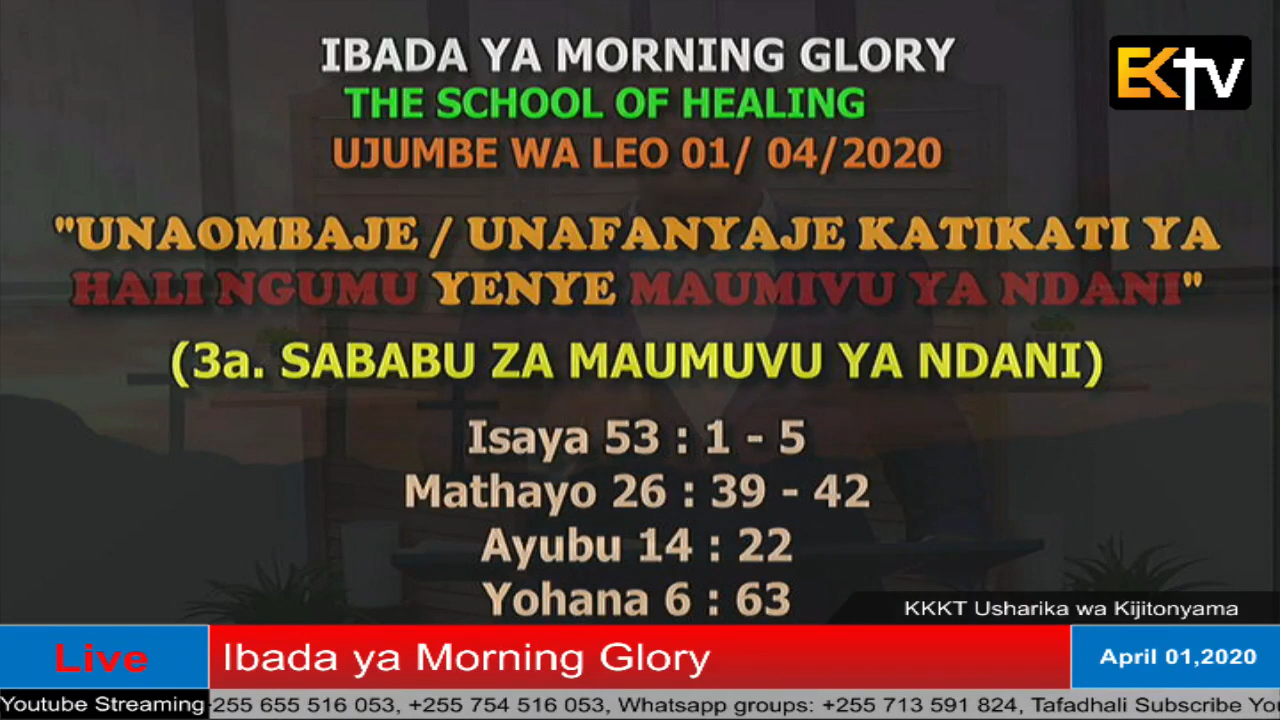 IBADA YA MORNING GLORY
EKTV
THE SCHOOL OF HEALING
UJUMBE WA LEO 01/ 04/2020
"UNAOMBAJE / UNAFANYAJE KATIKATI YA
HALI NGUMU YENYE MAUMIVU YA NDANI"
(3a. SABABU ZA MAUMUVU YA NDANI)
Isaya 53 : 1 - 5
Mathayo 26 : 39 - 42
Ayubu 14 : 22
Yohana 6 : 63
KKKT Usharika wa Kijitonyama
Live Ibada ya Morning Glory April 01,2020
Youtube Streaming 255 655 516 053, +255 754 516 053, Whatsapp groups: +255 713 591 824, Tafadhali Subscribe